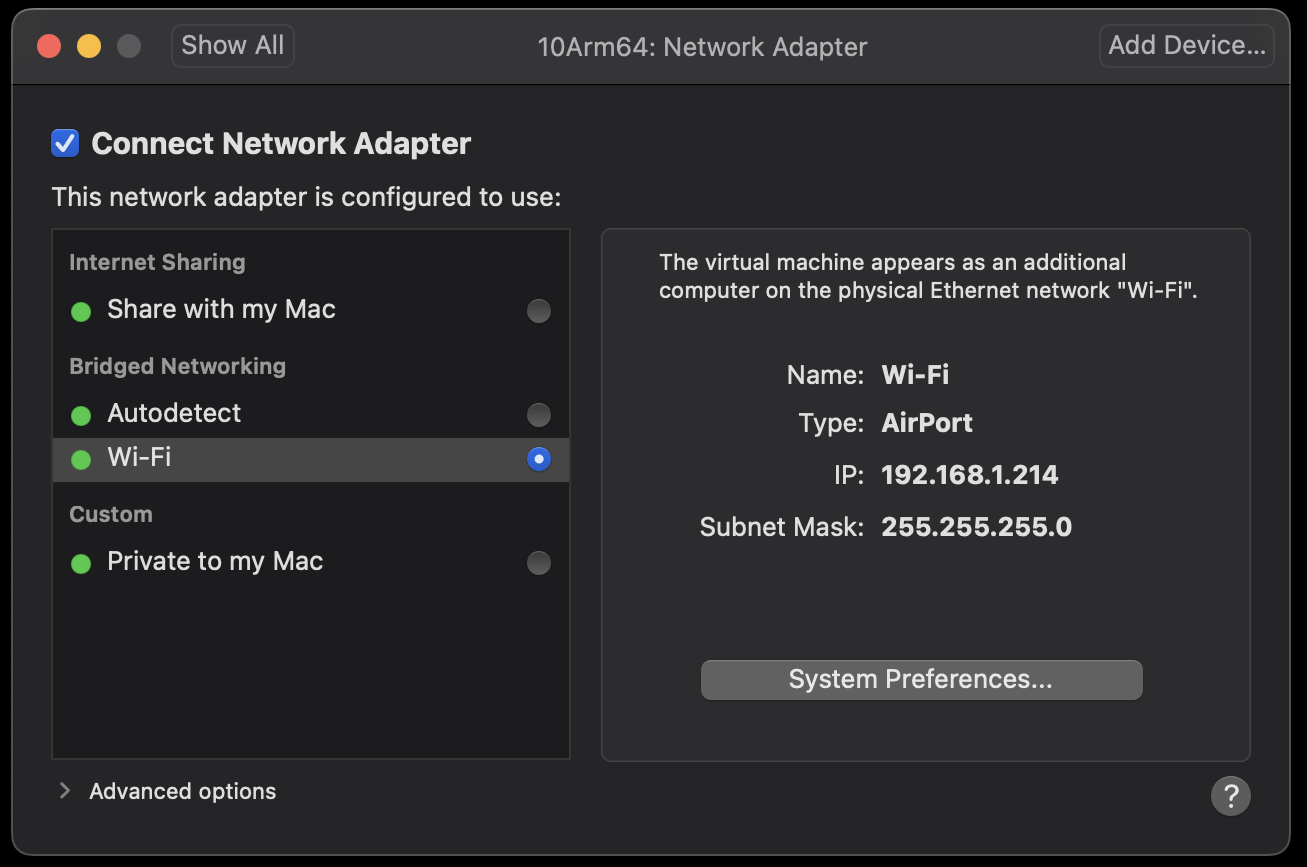 Show All
10Arm64: Network Adapter
Add Device...
Connect Network Adapter
This network adapter is configured to use:
Internet Sharing
Share with my Mac
Bridged Networking
Autodetect
Wi-Fi
Custom
Private to my Mac
The virtual machine appears as an additional
computer on the physical Ethernet network "Wi-Fi".
Name: Wi-Fi
Type: AirPort
IP: 192.168.1.214
Subnet Mask: 255.255.255.0
System Preferences...
Advanced options
?